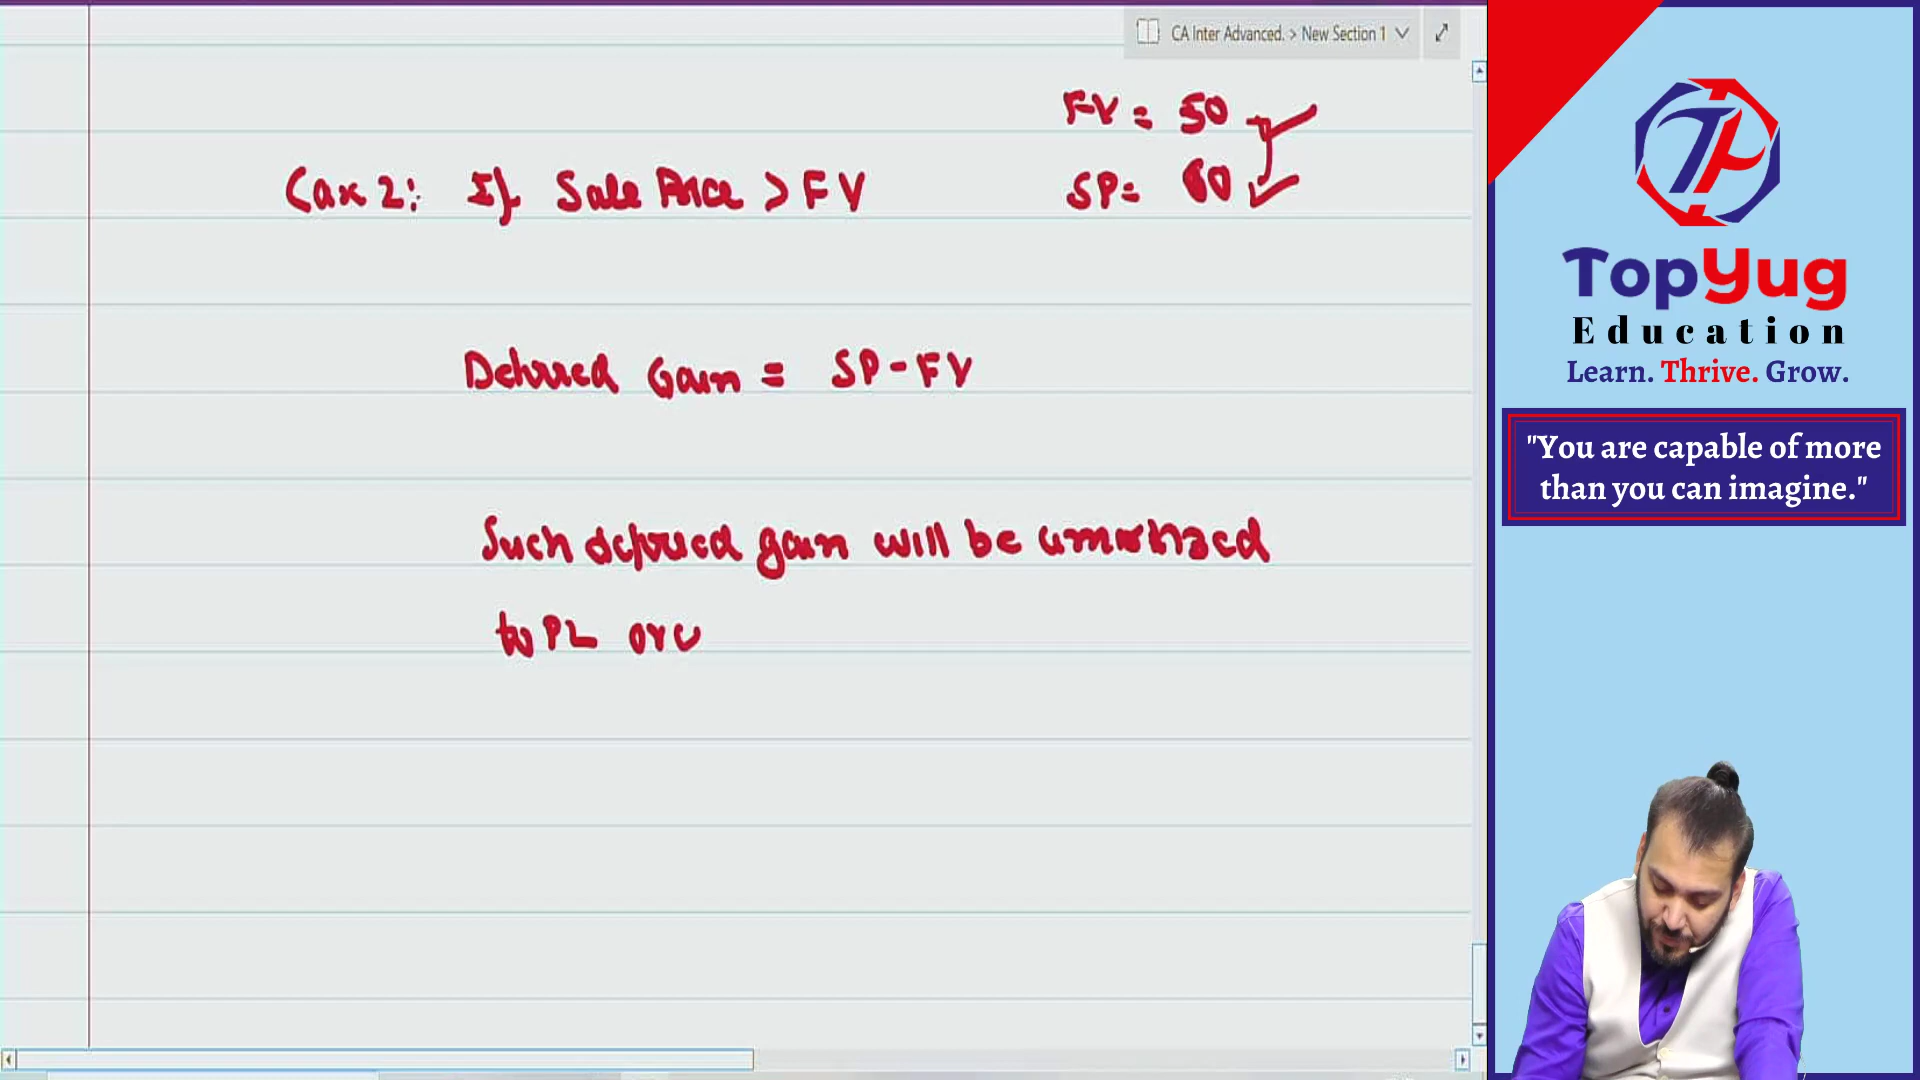 CA Inter Advanced. > New Section 1
FV = 50
SP = 60
Case 2: If Sale Price > FV
Deferred Gain = SP - FV
Such deferred gain will be amortized
to PL ove
TopYug
Education
Learn. Thrive. Grow.
"You are capable of more
than you can imagine."